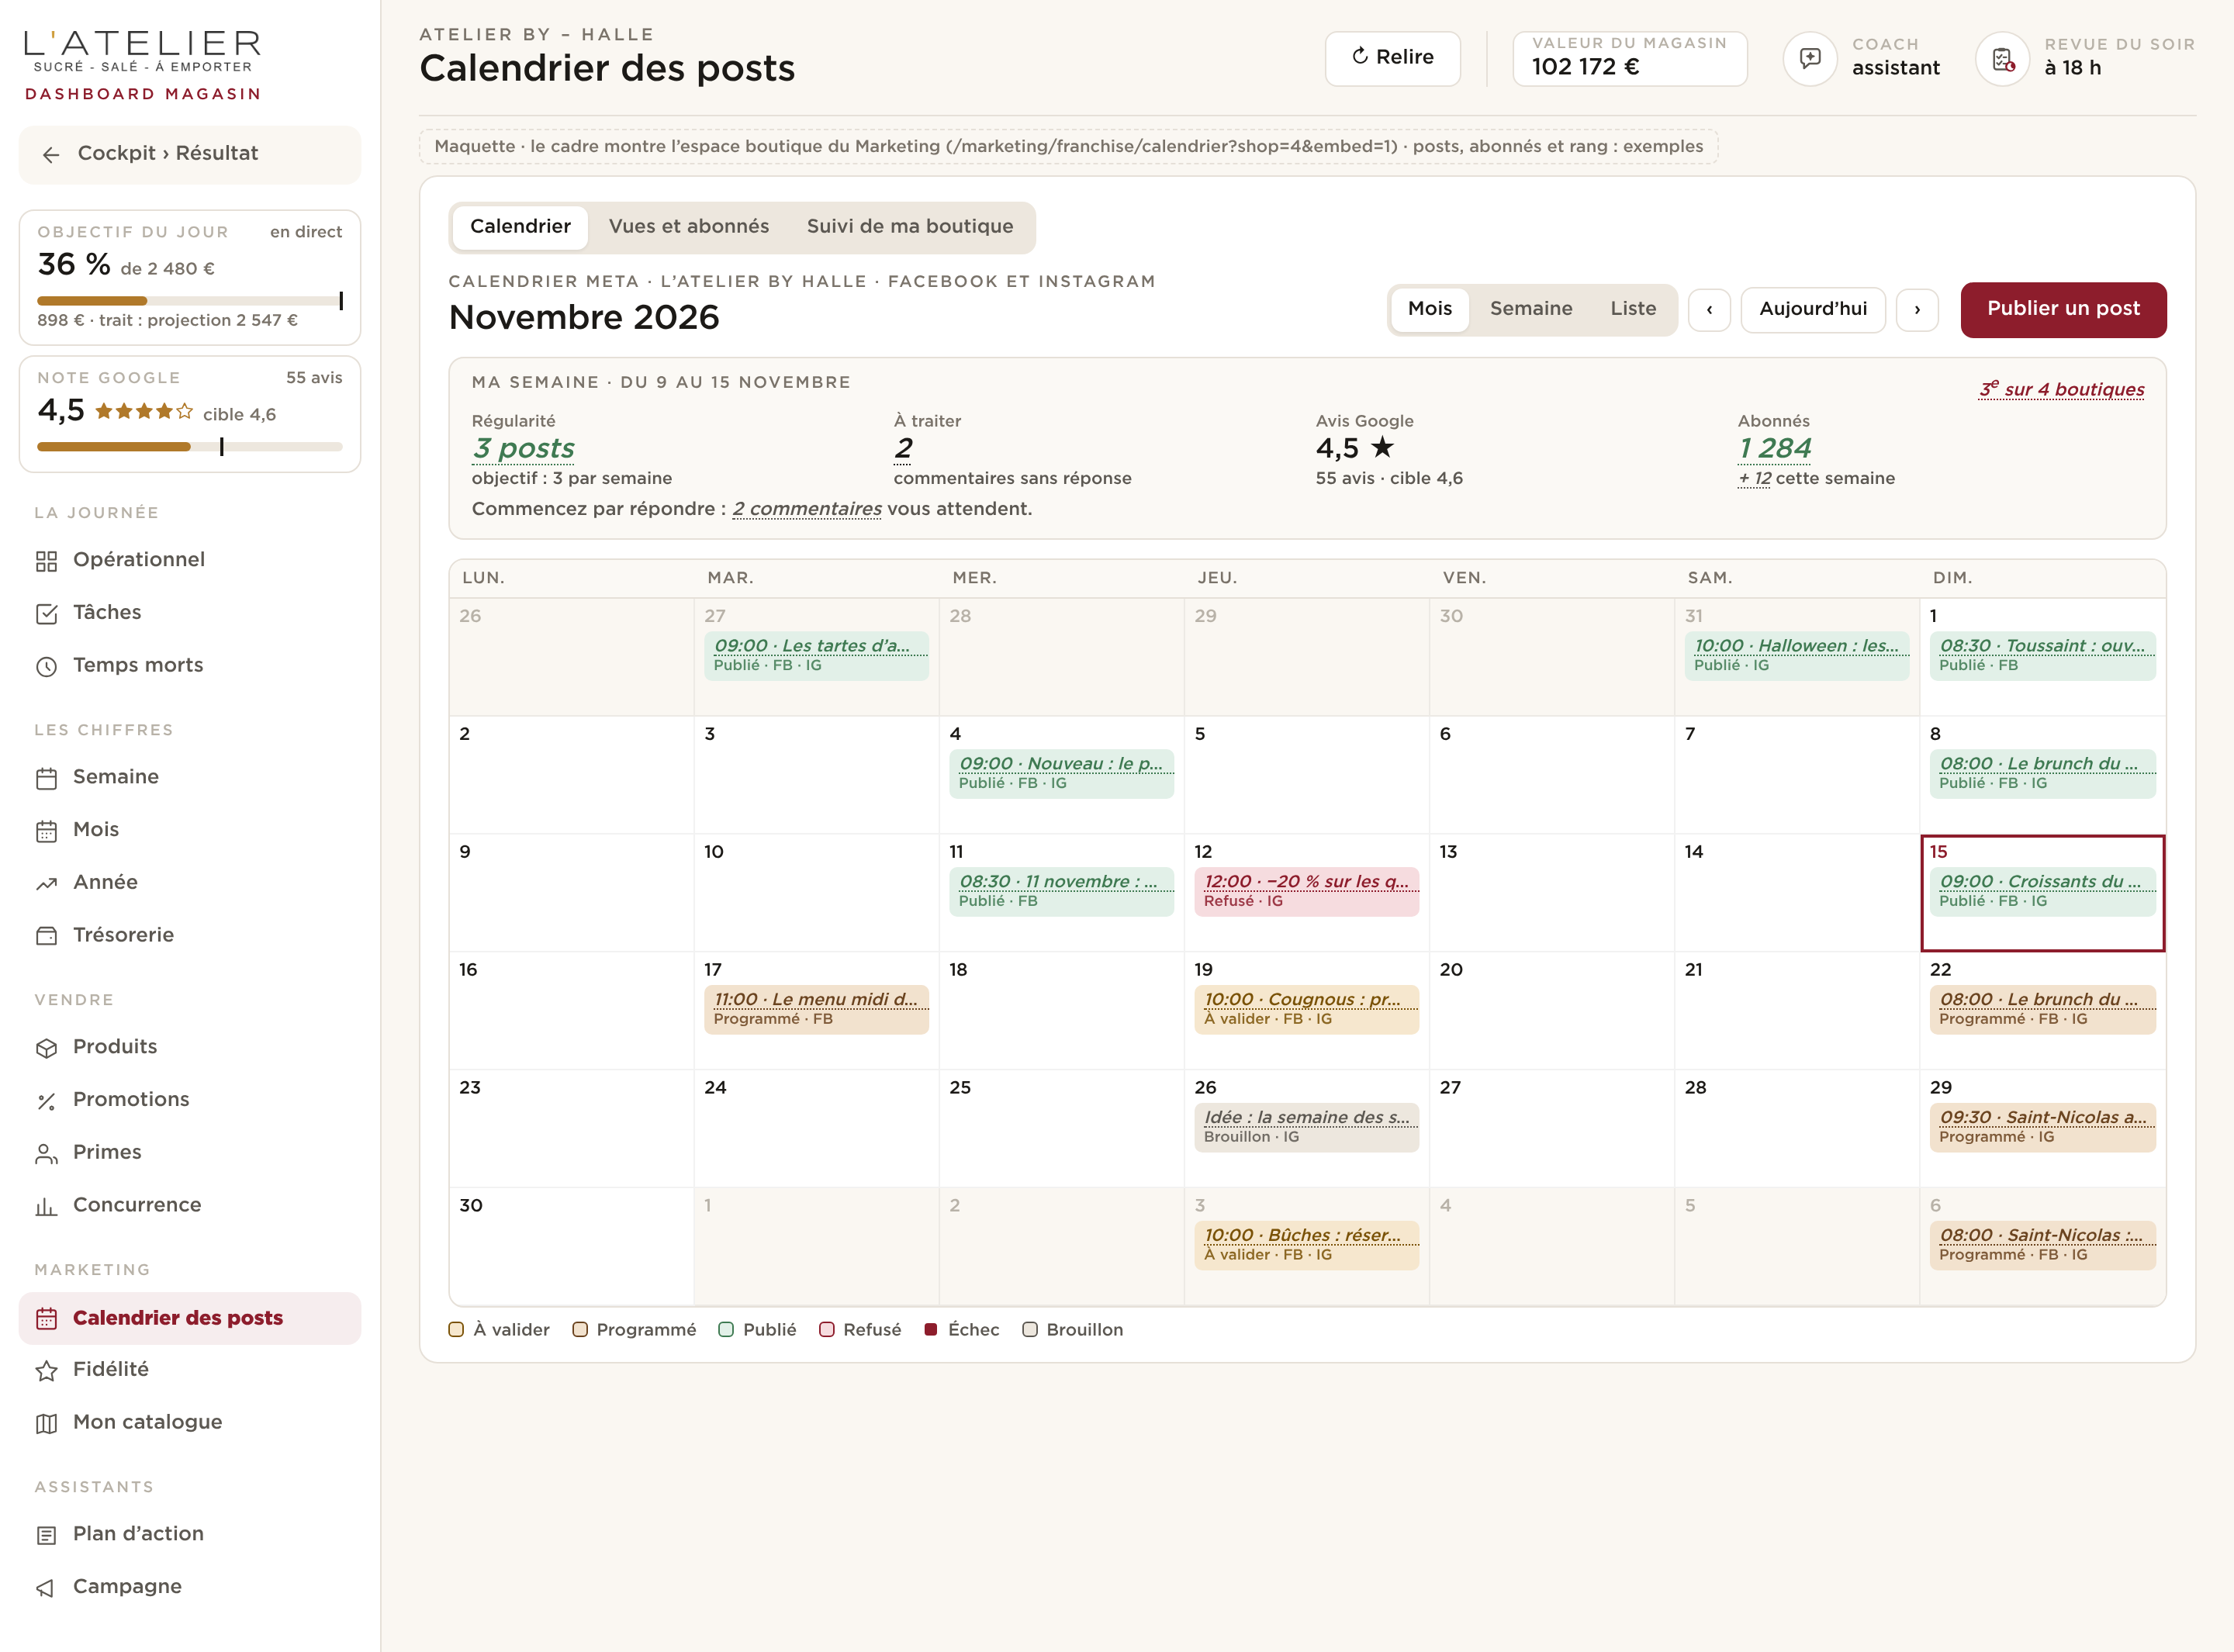 L'ATELIER
SUCRÉ - SALÉ - Á EMPORTER
DASHBOARD MAGASIN
Cockpit › Résultat
OBJECTIF DU JOUR en direct
36 % de 2 480 €
898 € · trait : projection 2 547 €
NOTE GOOGLE 55 avis
4,5 cible 4,6
LA JOURNÉE
Opérationnel
Tâches
Temps morts
LES CHIFFRES
Semaine
Mois
Année
Trésorerie
VENDRE
Produits
Promotions
Primes
Concurrence
MARKETING
Calendrier des posts
Fidélité
Mon catalogue
ASSISTANTS
Plan d’action
Campagne
ATELIER BY – HALLE
Calendrier des posts
Relire
VALEUR DU MAGASIN
102 172 €
COACH
assistant
REVUE DU SOIR
à 18 h
Maquette · le cadre montre l’espace boutique du Marketing (/marketing/franchise/calendrier?shop=4&embed=1) · posts, abonnés et rang : exemples
Calendrier Vues et abonnés Suivi de ma boutique
CALENDRIER META · L’ATELIER BY HALLE · FACEBOOK ET INSTAGRAM
Novembre 2026
Mois Semaine Liste ‹ Aujourd’hui › Publier un post
MA SEMAINE · DU 9 AU 15 NOVEMBRE
3e sur 4 boutiques
Régularité À traiter Avis Google Abonnés
3 posts 2 4,5 ★ 1 284
objectif : 3 par semaine commentaires sans réponse 55 avis · cible 4,6 + 12 cette semaine
Commencez par répondre : 2 commentaires vous attendent.
LUN. MAR. MER. JEU. VEN. SAM. DIM.
26 27 28 29 30 31 1
09:00 · Les tartes d’a... 10:00 · Halloween : les... 08:30 · Toussaint : ouv...
Publié · FB · IG Publié · IG Publié · FB
2 3 4 5 6 7 8
09:00 · Nouveau : le p... 08:00 · Le brunch du ...
Publié · FB · IG Publié · FB · IG
9 10 11 12 13 14 15
08:30 · 11 novembre : ... 12:00 · −20 % sur les q... 09:00 · Croissants du ...
Publié · FB Refusé · IG Publié · FB · IG
16 17 18 19 20 21 22
11:00 · Le menu midi d... 10:00 · Cougnous : pr... 08:00 · Le brunch du ...
Programmé · FB À valider · FB · IG Programmé · FB · IG
23 24 25 26 27 28 29
Idée : la semaine des s... 09:30 · Saint-Nicolas a...
Brouillon · IG Programmé · IG
30 1 2 3 4 5 6
10:00 · Bûches : réser... 08:00 · Saint-Nicolas :...
À valider · FB · IG Programmé · FB · IG
À valider Programmé Publié Refusé Échec Brouillon